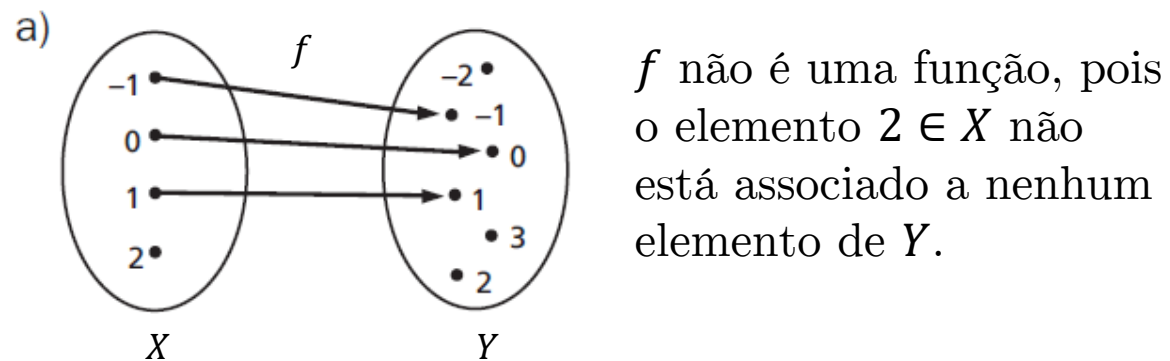 a)
f
–1
0
1
2
X
–2
–1
0
1
3
2
Y
f não é uma função, pois
o elemento 2 ∈ X não
está associado a nenhum
elemento de Y.